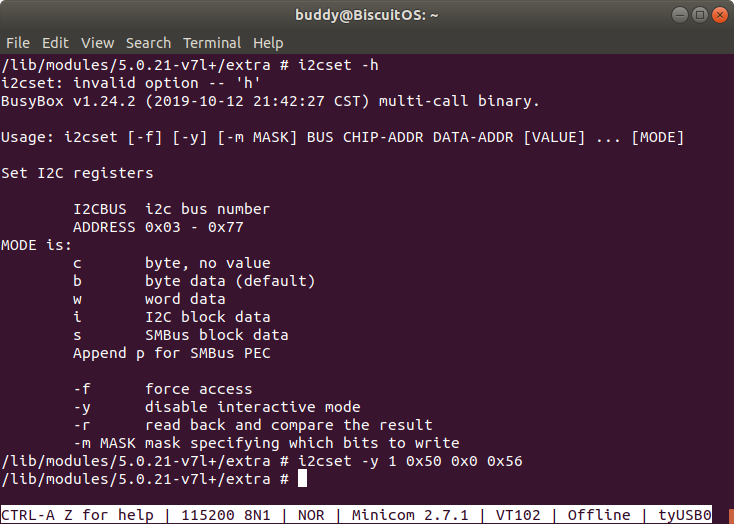 buddy@BiscuitOS: ~
File Edit View Search Terminal Help
/lib/modules/5.0.21-v7l+/extra # i2cset -h
i2cset: invalid option -- 'h'
BusyBox v1.24.2 (2019-10-12 21:42:27 CST) multi-call binary.
Usage: i2cset [-f] [-y] [-m MASK] BUS CHIP-ADDR DATA-ADDR [VALUE] ... [MODE]
Set I2C registers
I2CBUS i2c bus number
ADDRESS 0x03 - 0x77
MODE is:
c byte, no value
b byte data (default)
w word data
i I2C block data
s SMBus block data
Append p for SMBus PEC
-f force access
-y disable interactive mode
-r read back and compare the result
-m MASK mask specifying which bits to write
/lib/modules/5.0.21-v7l+/extra # i2cset -y 1 0x50 0x0 0x56
/lib/modules/5.0.21-v7l+/extra #
CTRL-A Z for help | 115200 8N1 | NOR | Minicom 2.7.1 | VT102 | Offline | tyUSB0